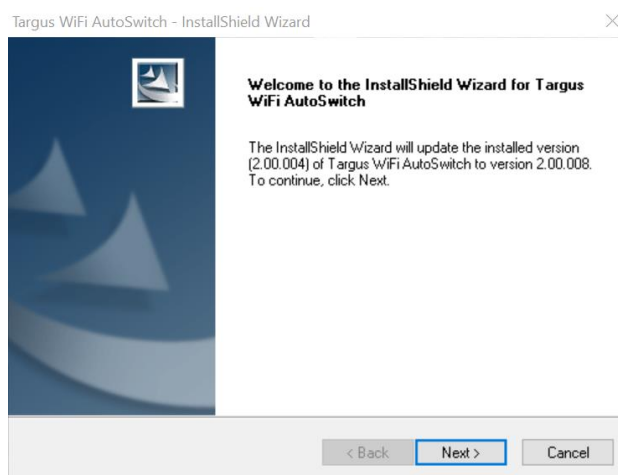 Targus WiFi AutoSwitch - InstallShield Wizard
Welcome to the InstallShield Wizard for Targus
WiFi AutoSwitch
The InstallShield Wizard will update the installed version
(2.00.004) of Targus WiFi AutoSwitch to version 2.00.008.
To continue, click Next.
< Back Next > Cancel